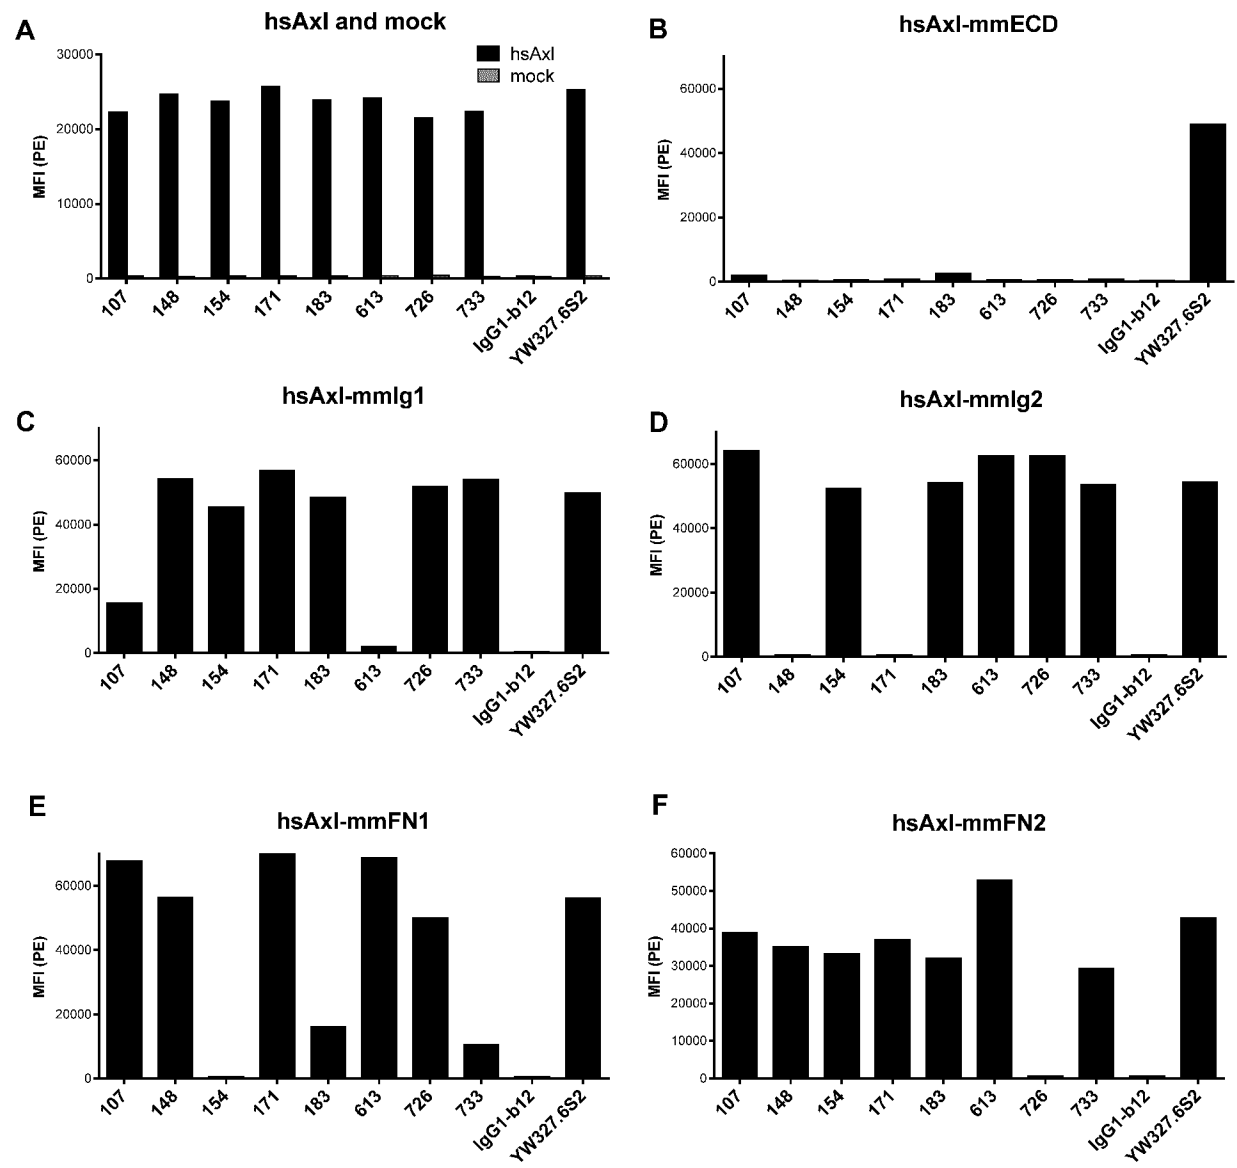 A
hsAxl and mock
hsAxl
mock
MFI (PE)
30000
20000
10000
0
107
148
154
171
183
613
726
733
IgG1-b12
YW327.6S2
B
hsAxl-mmECD
MFI (PE)
60000
40000
20000
0
107
148
154
171
183
613
726
733
IgG1-b12
YW327.6S2
C
hsAxl-mmIg1
MFI (PE)
60000
40000
20000
0
107
148
154
171
183
613
726
733
IgG1-b12
YW327.6S2
D
hsAxl-mmIg2
MFI (PE)
60000
40000
20000
0
107
148
154
171
183
613
726
733
IgG1-b12
YW327.6S2
E
hsAxl-mmFN1
MFI (PE)
60000
40000
20000
0
107
148
154
171
183
613
726
733
IgG1-b12
YW327.6S2
F
hsAxl-mmFN2
MFI (PE)
60000
50000
40000
30000
20000
10000
0
107
148
154
171
183
613
726
733
IgG1-b12
YW327.6S2